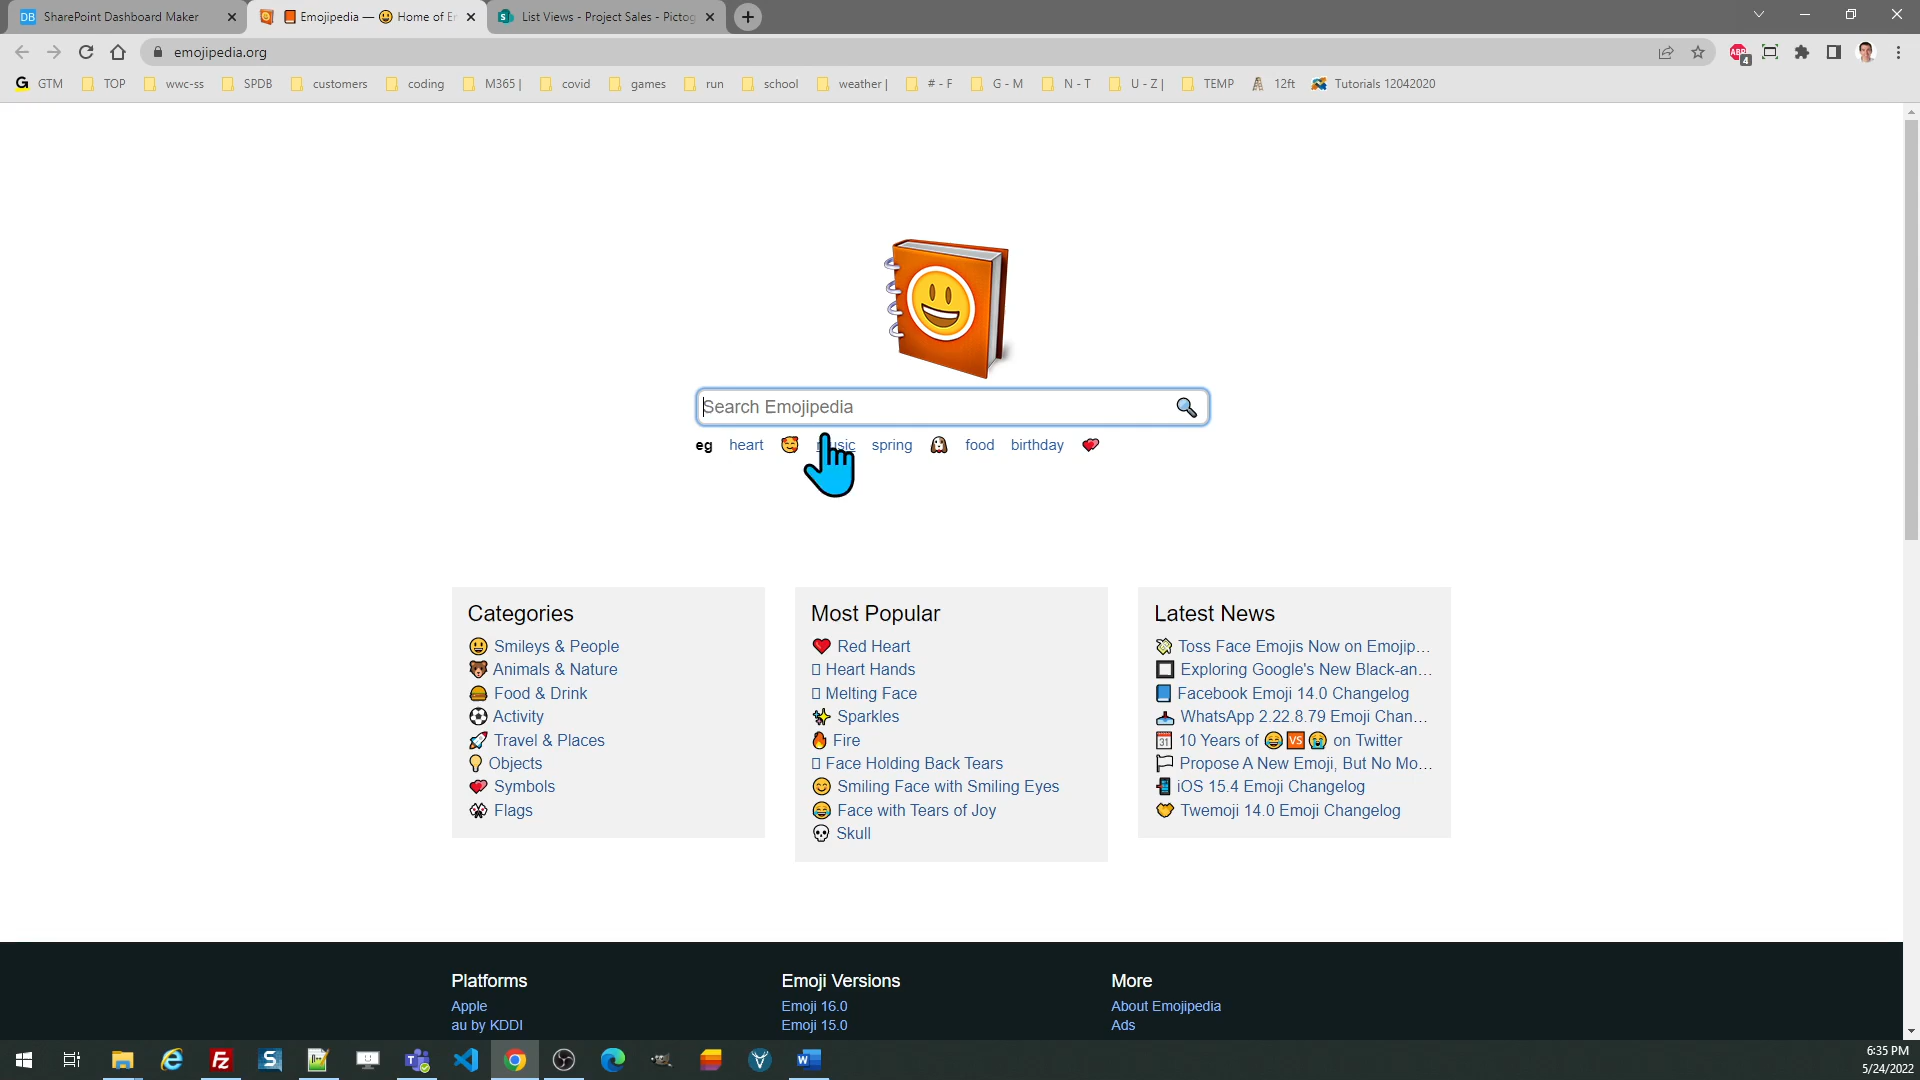 DB SharePoint Dashboard Maker
Emojipedia — 😃 Home of Em
List Views - Project Sales - Pictog
emojipedia.org
4
G GTM
TOP
wwc-ss
SPDB
customers
coding
M365 |
covid
games
run
school
weather |
# - F
G - M
N - T
U - Z |
TEMP
12ft
Tutorials 12042020
Search Emojipedia
eg heart 🥰 music spring 🐶 food birthday 💕
Categories
😃 Smileys & People
🐻 Animals & Nature
🍔 Food & Drink
⚽ Activity
🚀 Travel & Places
💡 Objects
💕 Symbols
🎌 Flags
Most Popular
❤️ Red Heart
Heart Hands
Melting Face
✨ Sparkles
🔥 Fire
Face Holding Back Tears
😊 Smiling Face with Smiling Eyes
😂 Face with Tears of Joy
💀 Skull
Latest News
Toss Face Emojis Now on Emojip...
Exploring Google's New Black-an...
Facebook Emoji 14.0 Changelog
WhatsApp 2.22.8.79 Emoji Chan...
10 Years of 😂🆚😭 on Twitter
Propose A New Emoji, But No Mo...
iOS 15.4 Emoji Changelog
Twemoji 14.0 Emoji Changelog
Platforms
Apple
au by KDDI
Emoji Versions
Emoji 16.0
Emoji 15.0
More
About Emojipedia
Ads
6:35 PM
5/24/2022